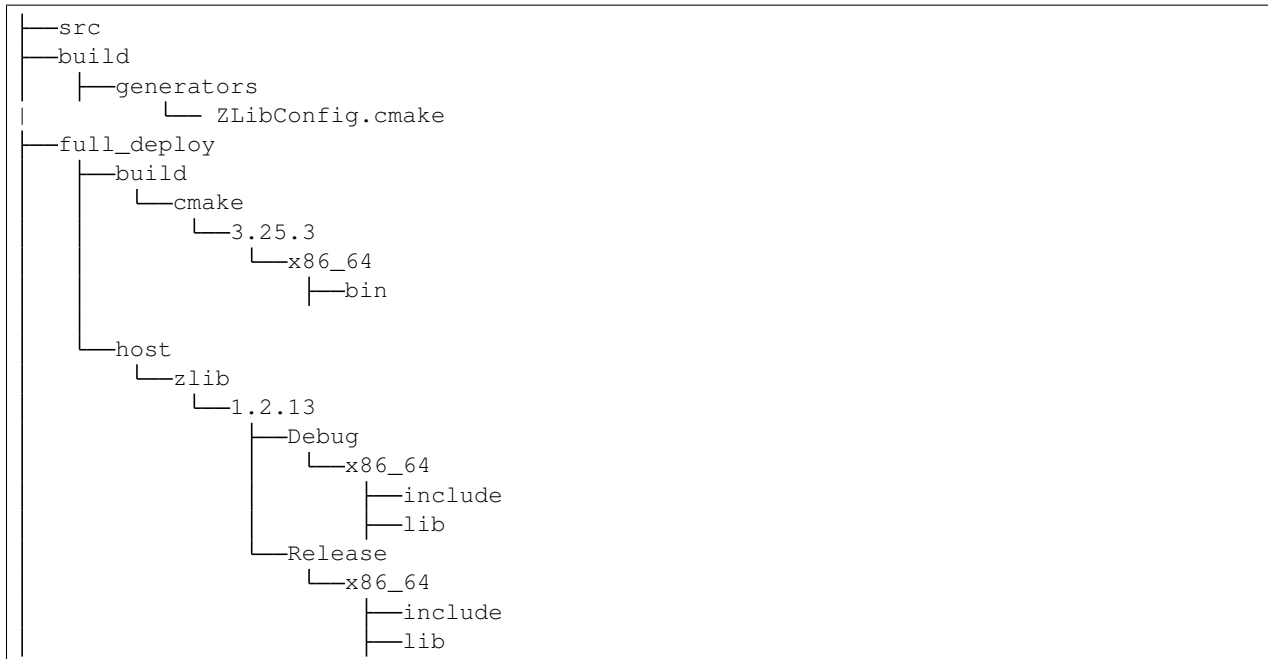 ├──src
├──build
│   ├──generators
|         └── ZLibConfig.cmake
├──full_deploy
│   ├──build
│   │   └──cmake
│   │       └──3.25.3
│   │           └──x86_64
│   │               ├──bin
│   └──host
│       └──zlib
│           └──1.2.13
│               ├──Debug
│               │   └──x86_64
│               │       ├──include
│               │       ├──lib
│               └──Release
│                   └──x86_64
│                       ├──include
│                       ├──lib